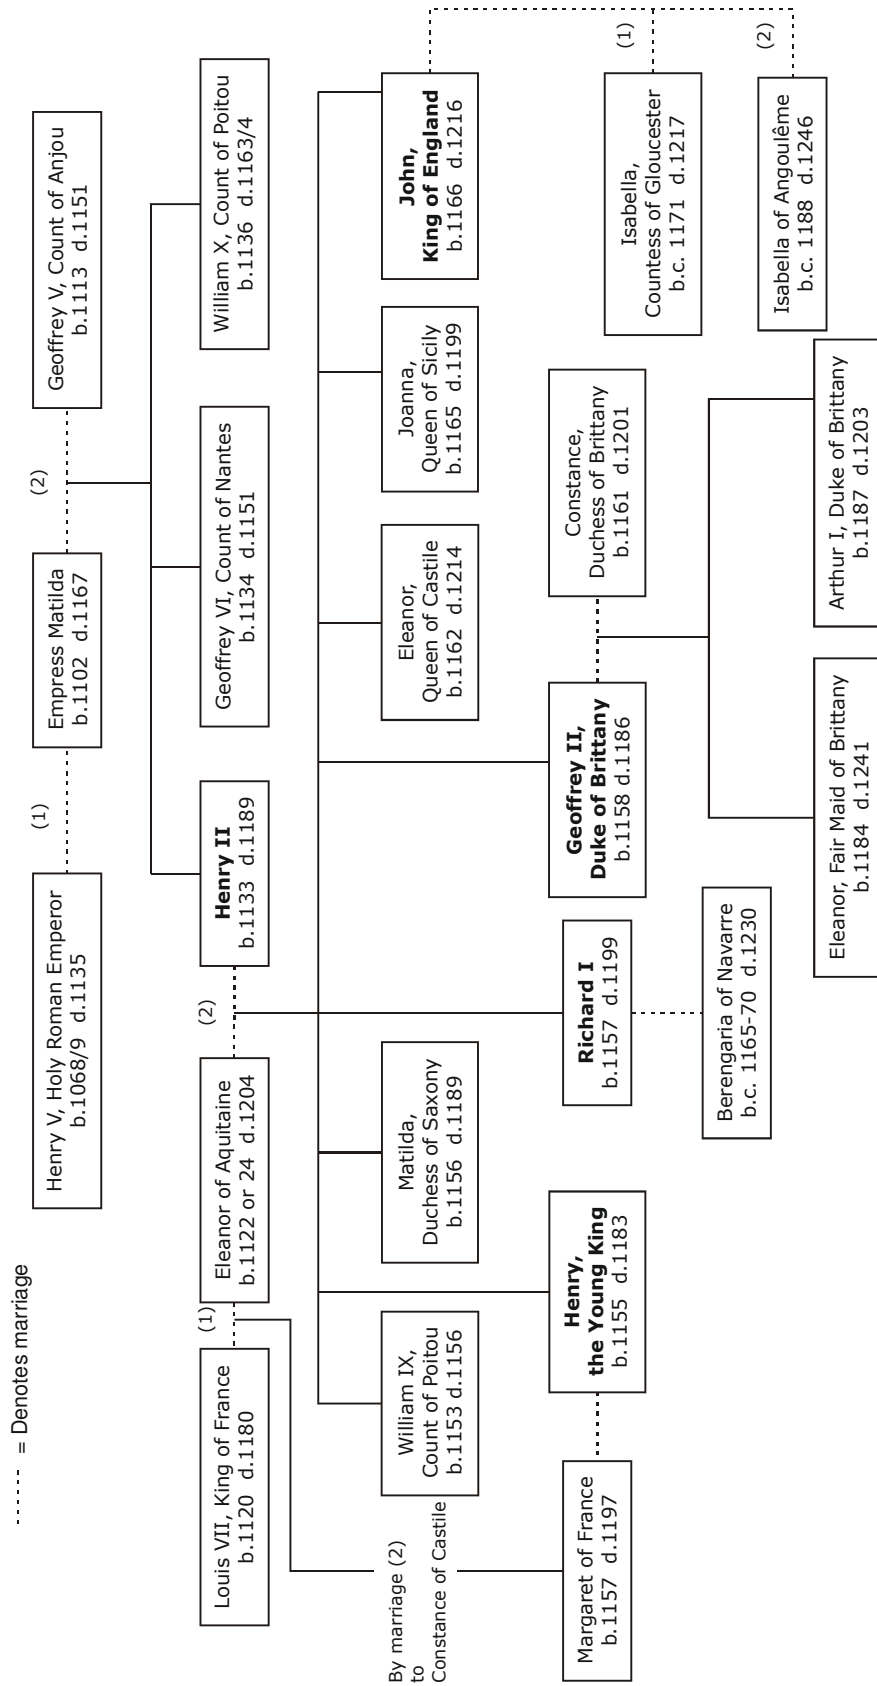 = Denotes marriage
Henry V, Holy Roman Emperor
b.1068/9 d.1135
(1)
Empress Matilda
b.1102 d.1167
(2)
Geoffrey V, Count of Anjou
b.1113 d.1151
Louis VII, King of France
b.1120 d.1180
(1)
Eleanor of Aquitaine
b.1122 or 24 d.1204
(2)
Henry II
b.1133 d.1189
Geoffrey VI, Count of Nantes
b.1134 d.1151
William X, Count of Poitou
b.1136 d.1163/4
By marriage (2)
to
Constance of Castile
William IX,
Count of Poitou
b.1153 d.1156
Matilda,
Duchess of Saxony
b.1156 d.1189
Eleanor,
Queen of Castile
b.1162 d.1214
Joanna,
Queen of Sicily
b.1165 d.1199
John,
King of England
b.1166 d.1216
Margaret of France
b.1157 d.1197
Henry,
the Young King
b.1155 d.1183
Richard I
b.1157 d.1199
Geoffrey II,
Duke of Brittany
b.1158 d.1186
Constance,
Duchess of Brittany
b.1161 d.1201
(1)
Isabella,
Countess of Gloucester
b.c. 1171 d.1217
(2)
Isabella of Angoulême
b.c. 1188 d.1246
Berengaria of Navarre
b.c. 1165-70 d.1230
Eleanor, Fair Maid of Brittany
b.1184 d.1241
Arthur I, Duke of Brittany
b.1187 d.1203